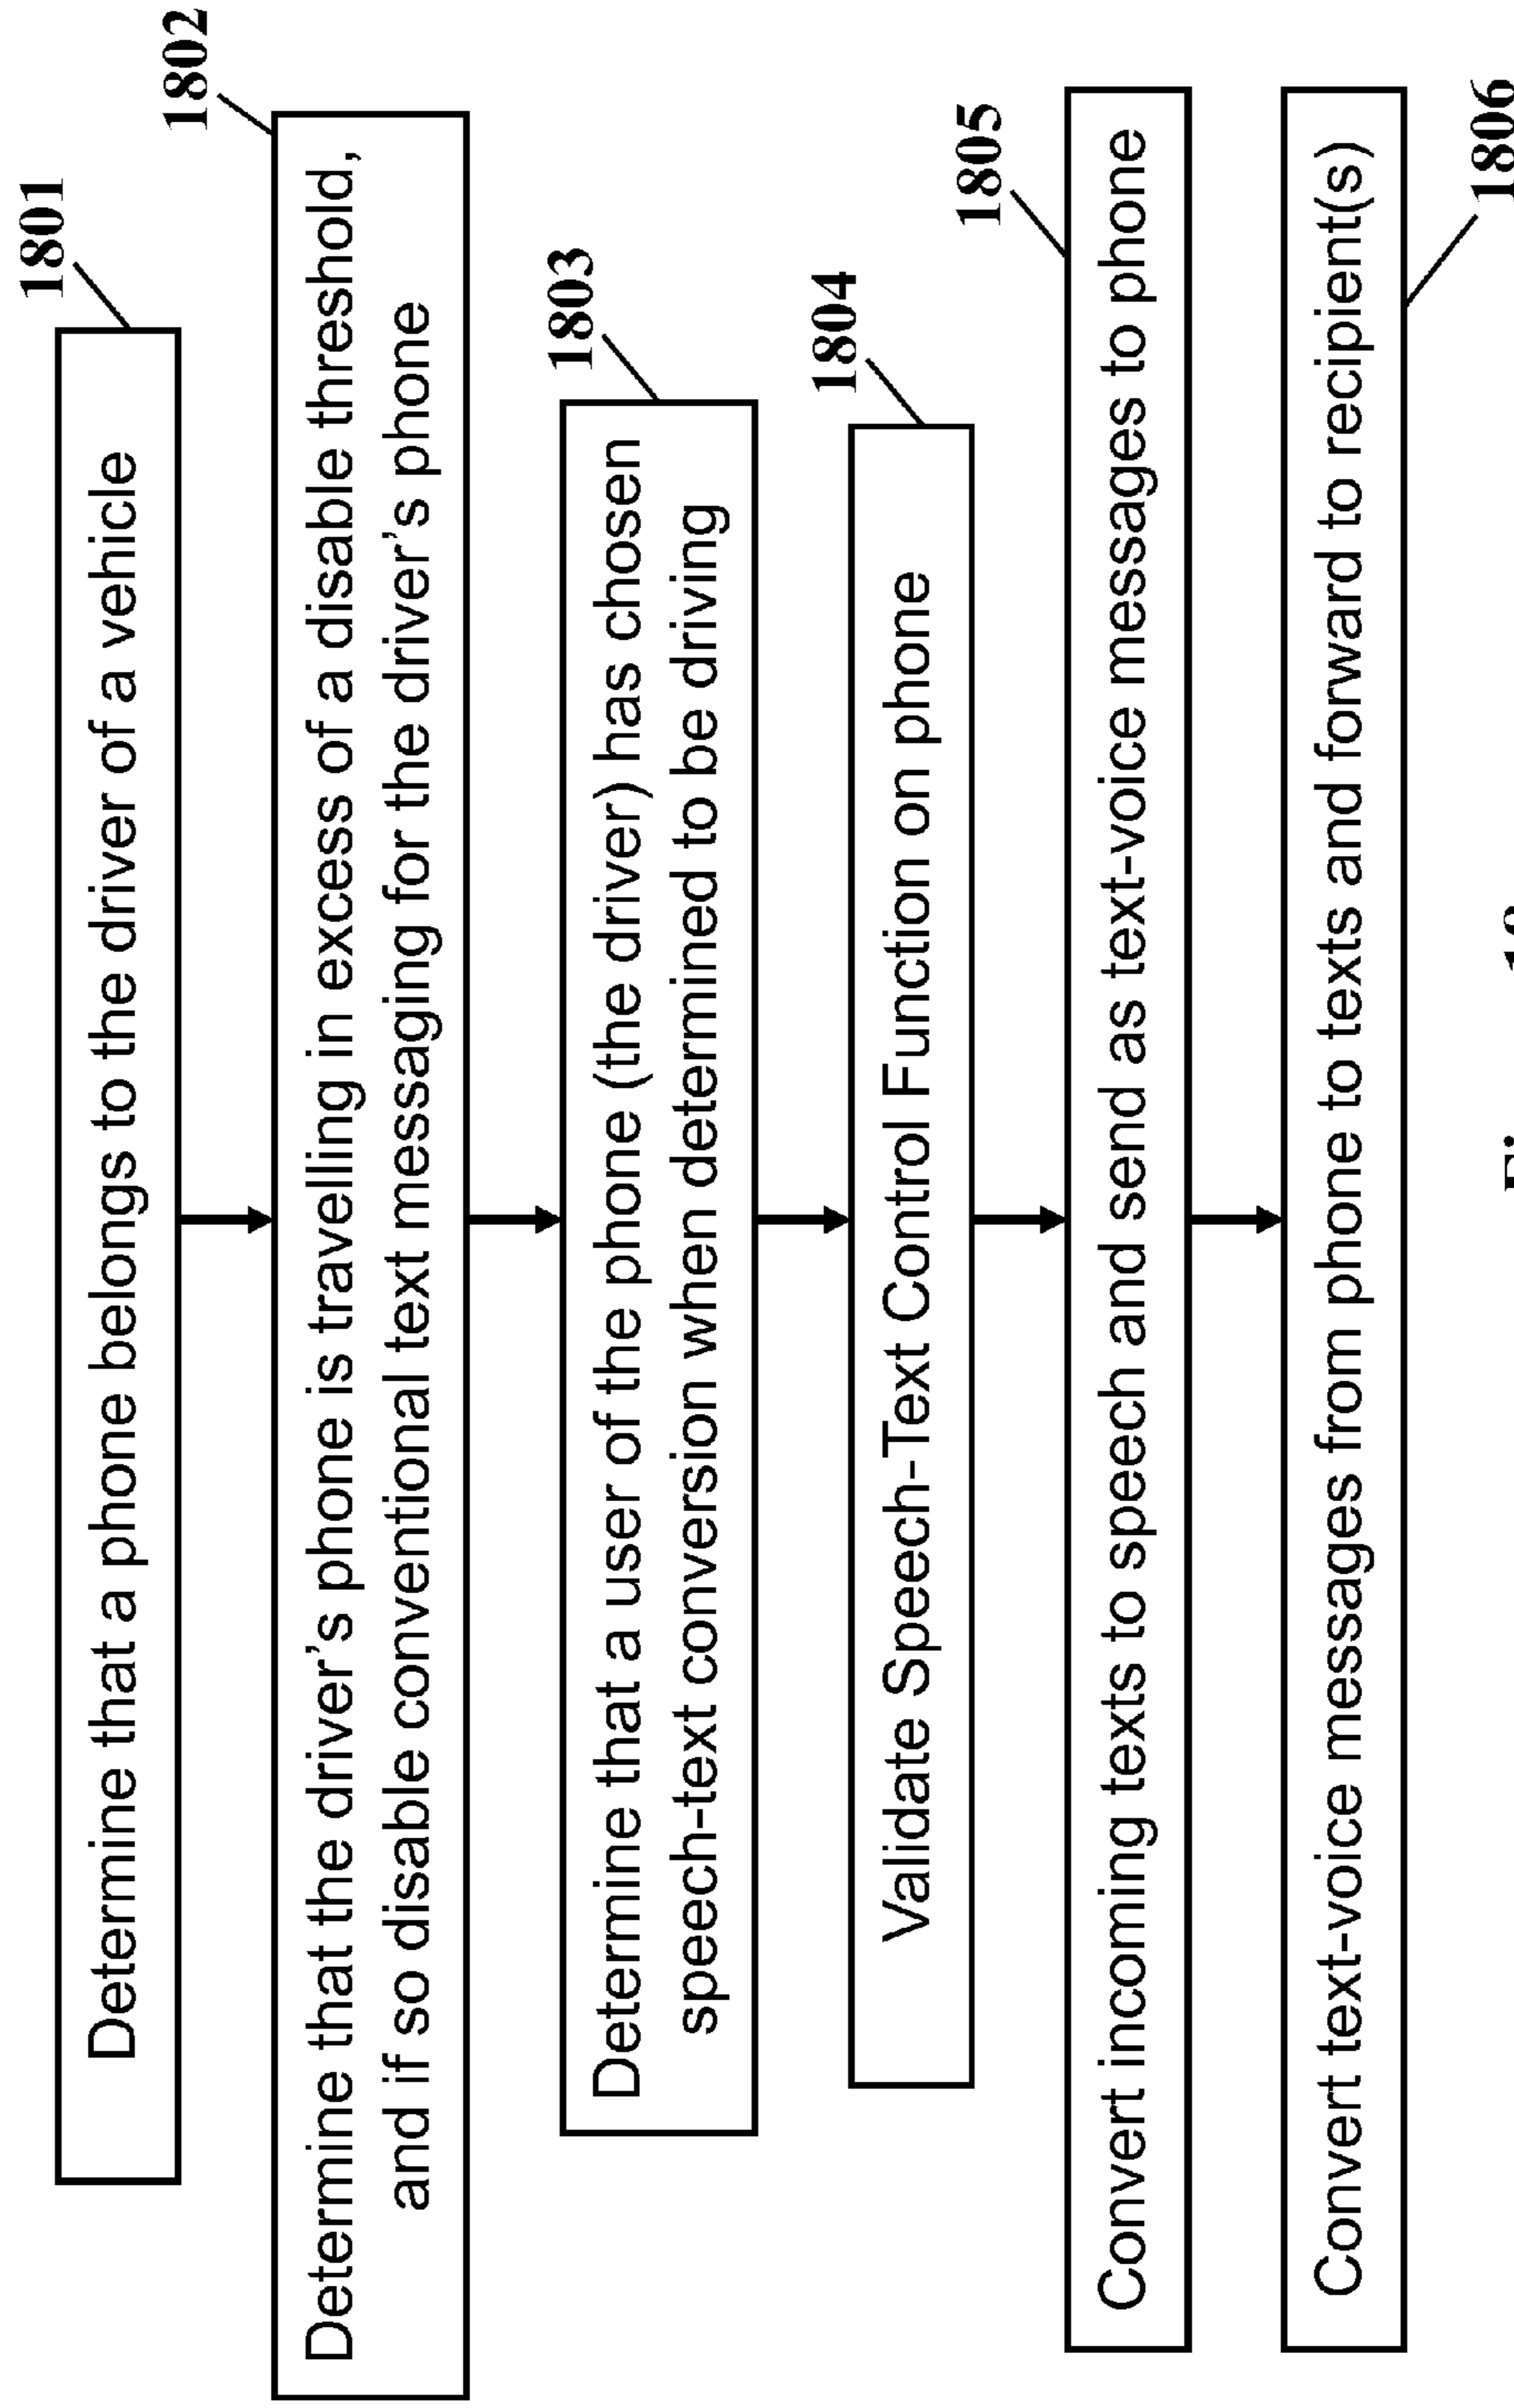 1801
Determine that a phone belongs to the driver of a vehicle
1802
Determine that the driver's phone is travelling in excess of a disable threshold,
and if so disable conventional text messaging for the driver's phone
1803
Determine that a user of the phone (the driver) has chosen
speech-text conversion when determined to be driving
1804
Validate Speech-Text Control Function on phone
1805
Convert incoming texts to speech and send as text-voice messages to phone
Convert text-voice messages from phone to texts and forward to recipient(s)
1806